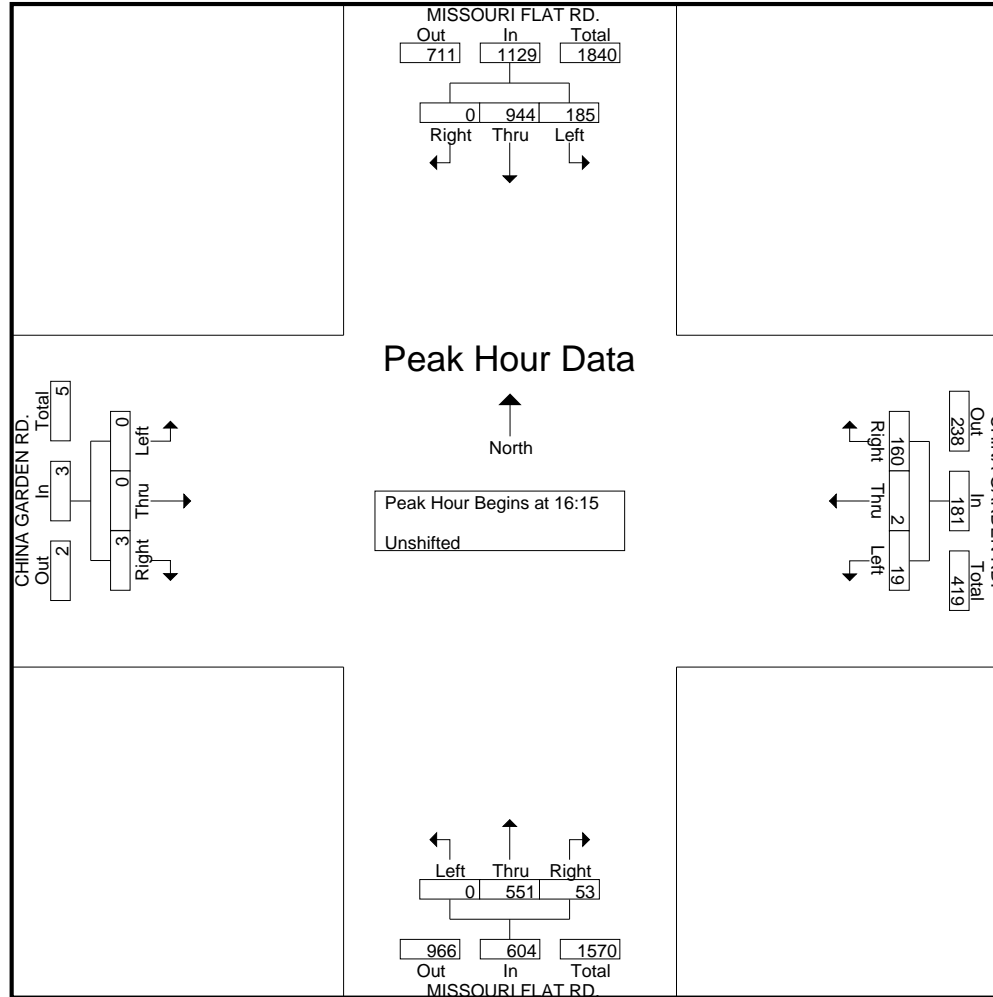 MISSOURI FLAT RD.
Out In Total
711 1129 1840
0 944 185
Right Thru Left
Peak Hour Data
North
Peak Hour Begins at 16:15
Unshifted
CHINA GARDEN RD.
Total In Out
5 3 2
0 0 3
Left Thru Right
Right Thru Left
160 2 19
238 181 419
Out In Total
Left Thru Right
0 551 53
966 604 1570
Out In Total
MISSOURI FLAT RD.